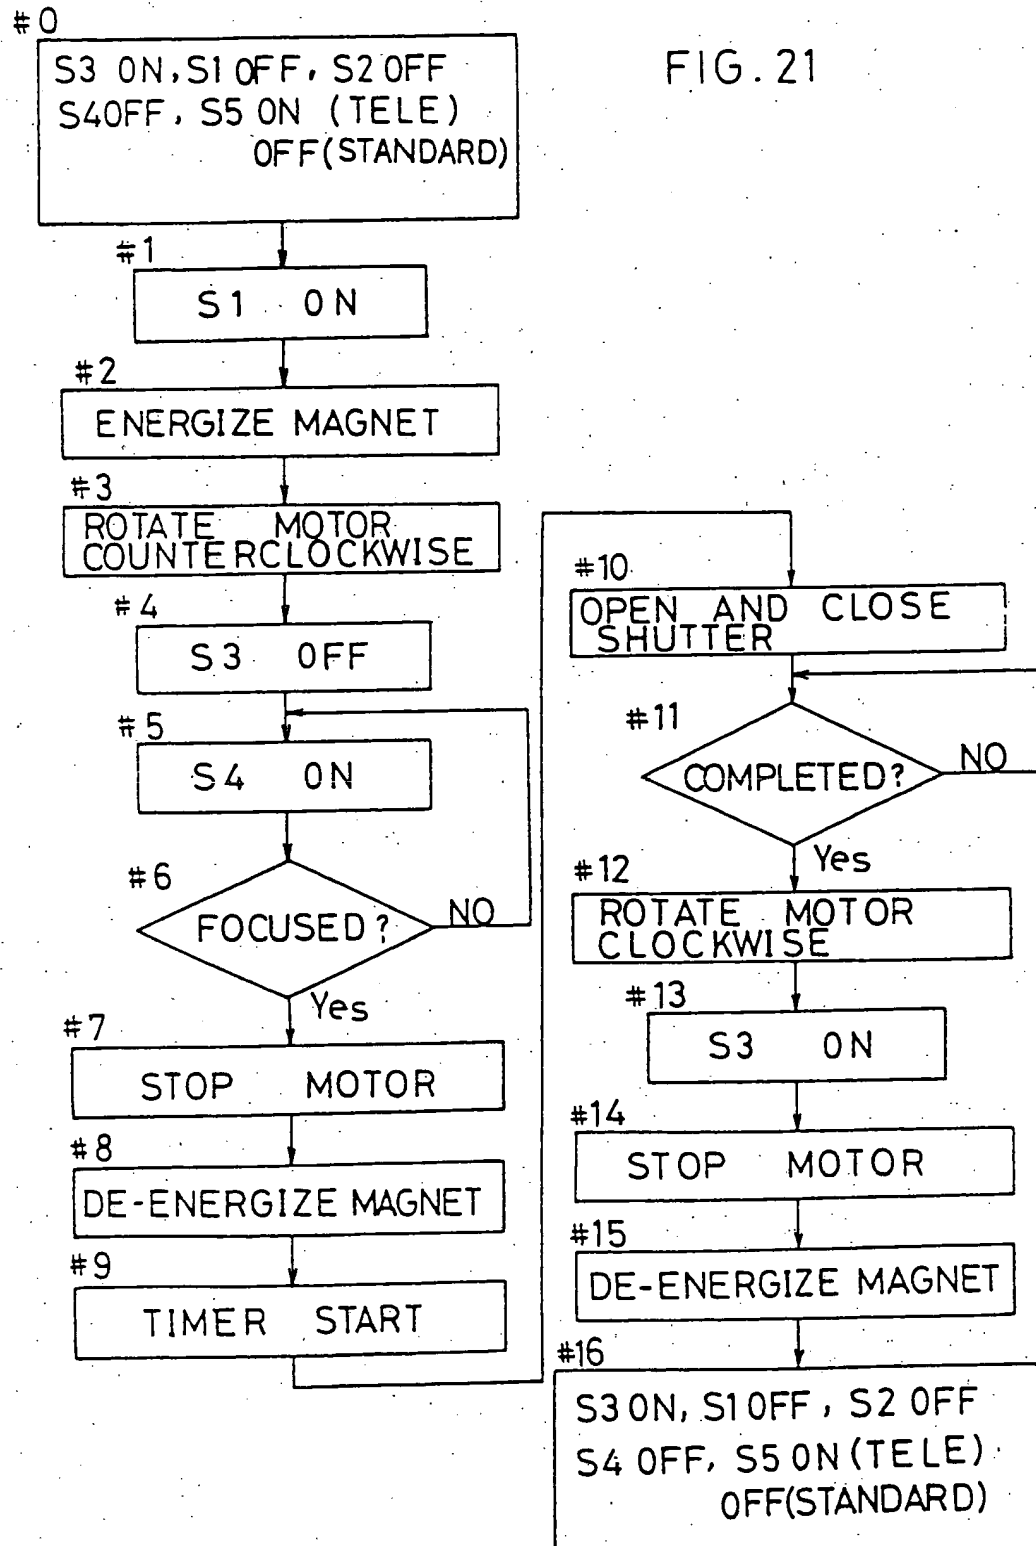 FIG. 21
#0
S3 ON, S1 OFF, S2 OFF
S4 OFF, S5 ON (TELE)
OFF (STANDARD)
#1
S1 ON
#2
ENERGIZE MAGNET
#3
ROTATE MOTOR
COUNTERCLOCKWISE
#4
S3 OFF
#5
S4 ON
#6
FOCUSED?
NO
Yes
#7
STOP MOTOR
#8
DE-ENERGIZE MAGNET
#9
TIMER START
#10
OPEN AND CLOSE
SHUTTER
#11
COMPLETED?
NO
Yes
#12
ROTATE MOTOR
CLOCKWISE
#13
S3 ON
#14
STOP MOTOR
#15
DE-ENERGIZE MAGNET
#16
S3 ON, S1 OFF, S2 OFF
S4 OFF, S5 ON (TELE)
OFF (STANDARD)